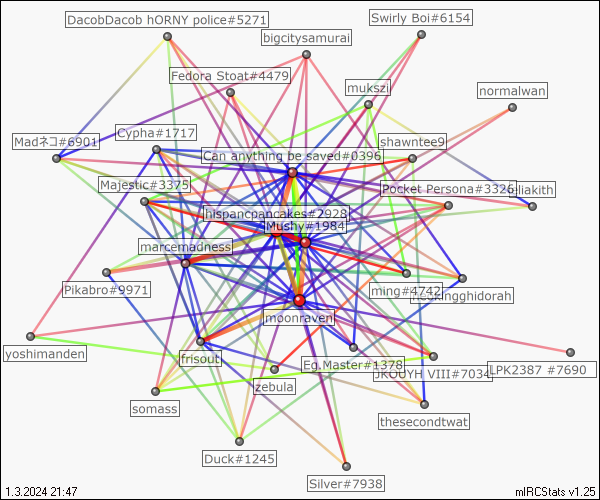 DacobDacob hORNY police#5271
Swirly Boi#6154
bigcitysamurai
Fedora Stoat#4479
mukszi
normalwan
Cypha#1717
Madネコ#6901
shawntee9
Can anything be saved#0396
Majestic#3375
Pocket Persona#3326
liakith
hispancpancakes#2928
Mushy#1984
marcemadness
Pikabro#9971
ming#4742
neokingghidorah
moonraven
yoshimanden
frisout
Eg.Master#1378
JKOUYH VIII#7034
LPK2387 #7690
zebula
somass
thesecondtwat
Duck#1245
Silver#7938
1.3.2024 21:47
mIRCStats v1.25